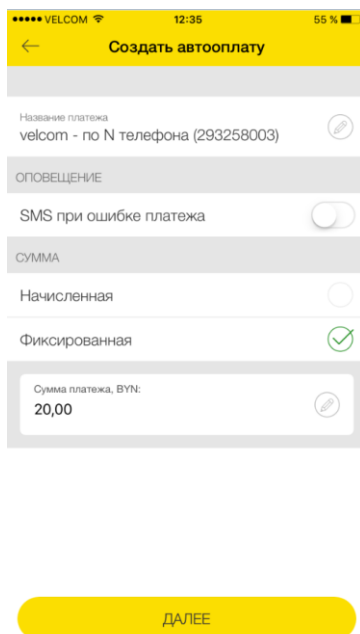 ●●●●● VELCOM 12:35 55 %
Создать автооплату
Название платежа
velcom - по N телефона (293258003)
ОПОВЕЩЕНИЕ
SMS при ошибке платежа
СУММА
Начисленная
Фиксированная
Сумма платежа, BYN:
20,00
ДАЛЕЕ